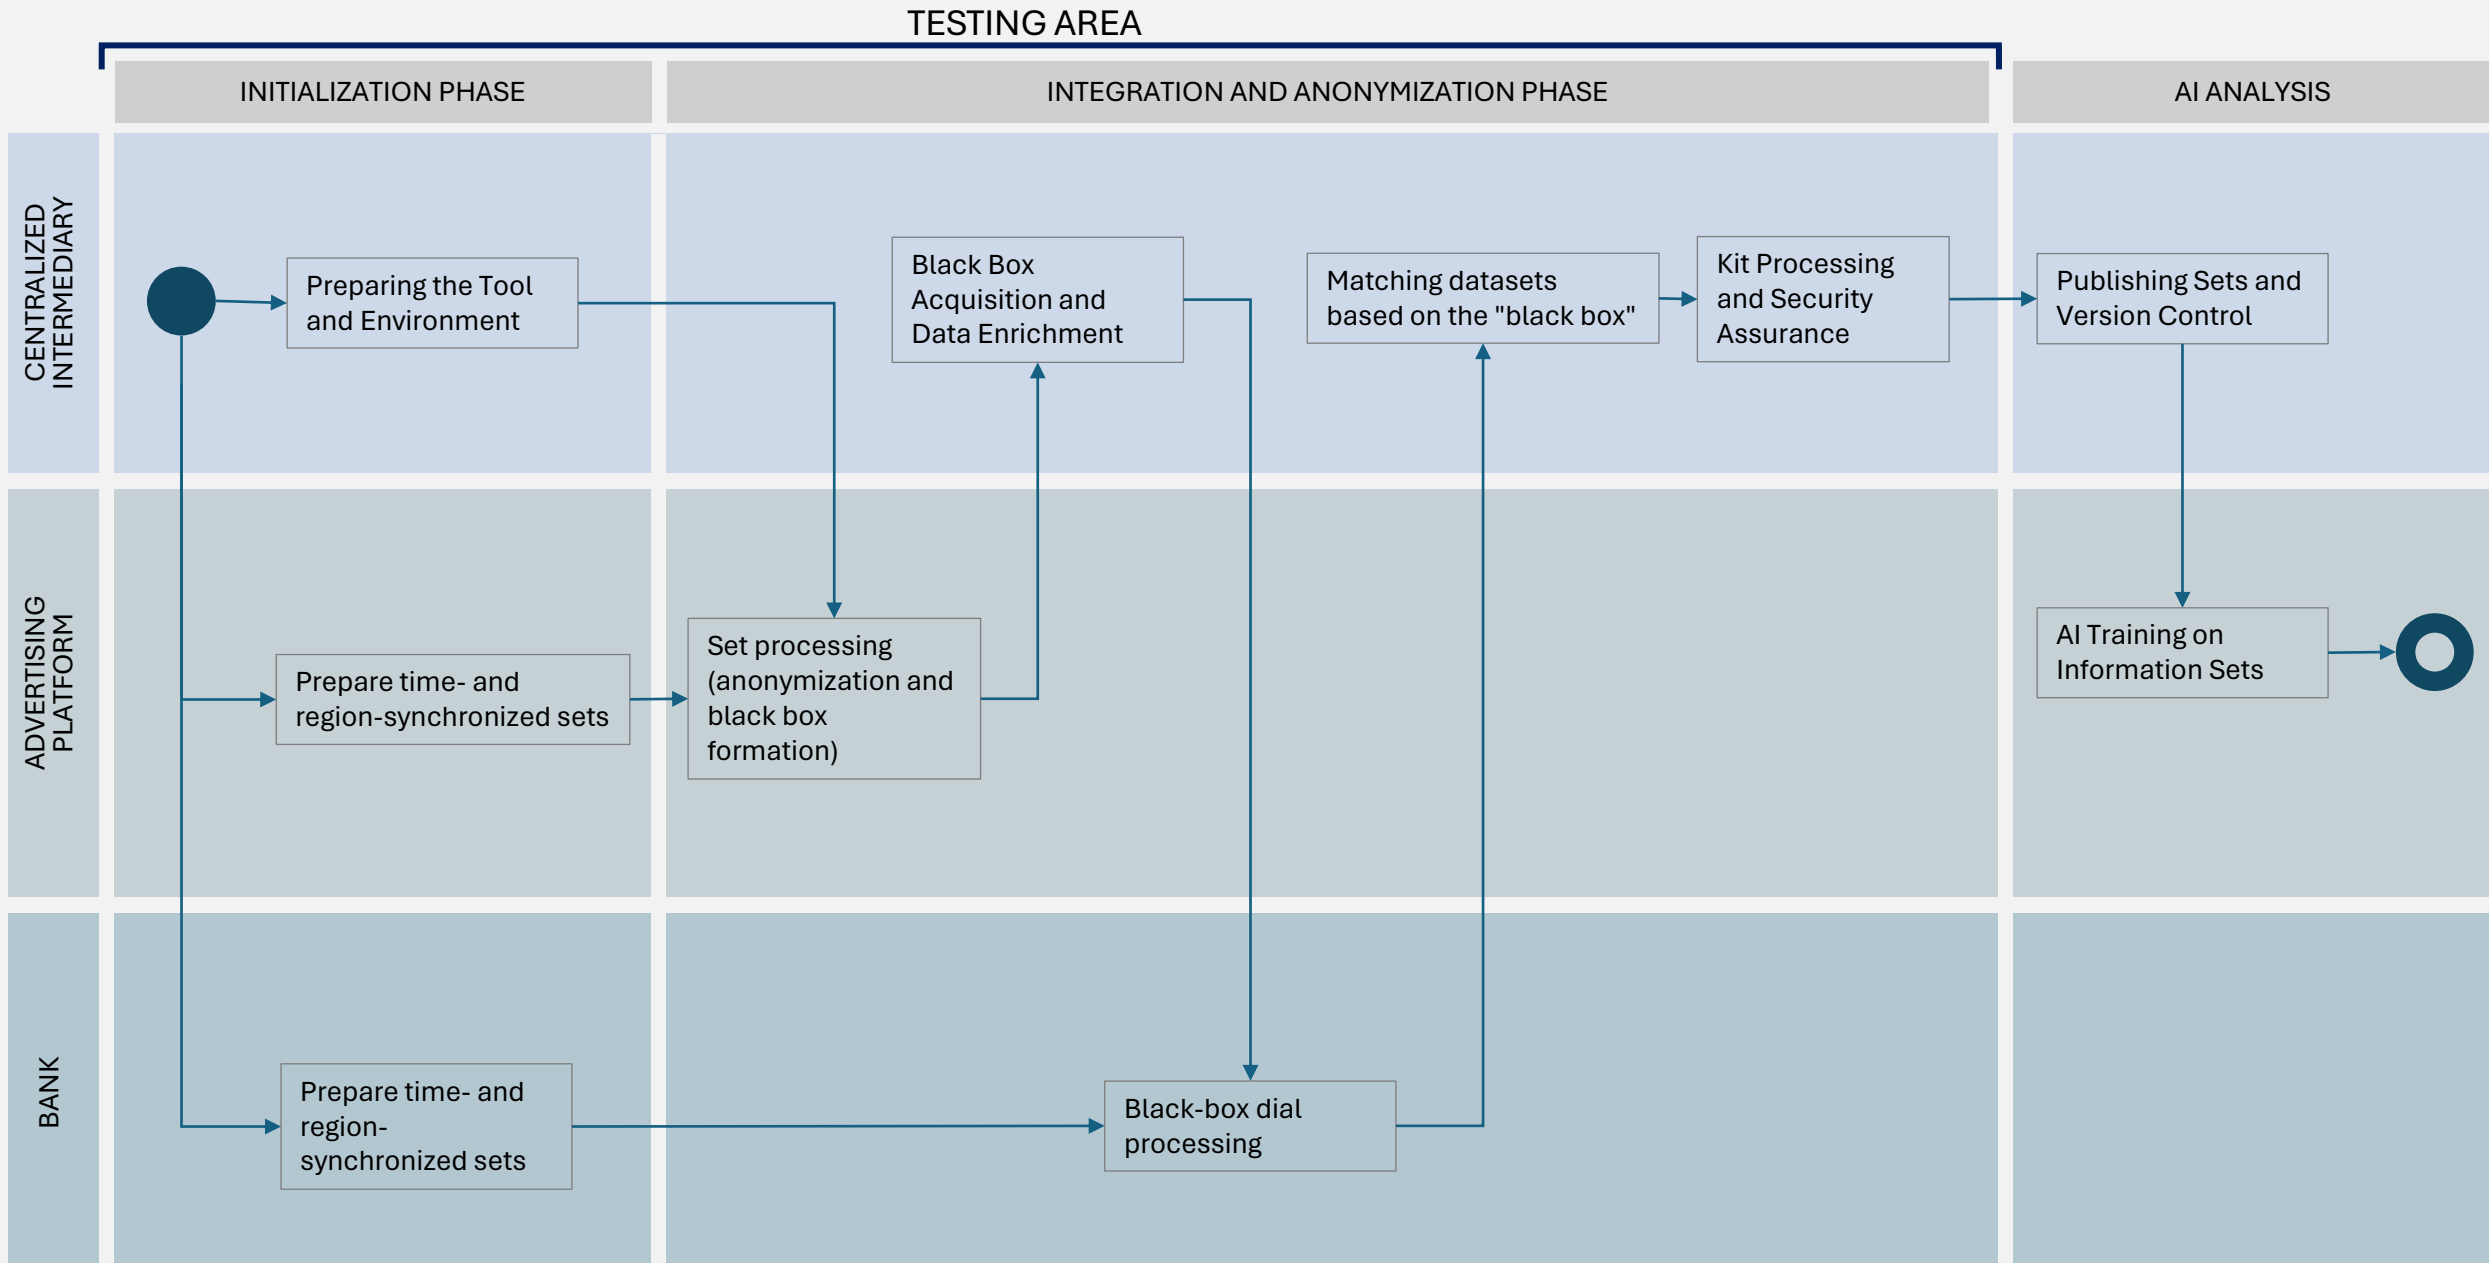 TESTING AREA
INITIALIZATION PHASE
INTEGRATION AND ANONYMIZATION PHASE
AI ANALYSIS
CENTRALIZED
INTERMEDIARY
Preparing the Tool
and Environment
Black Box
Acquisition and
Data Enrichment
Matching datasets
based on the "black box"
Kit Processing
and Security
Assurance
Publishing Sets and
Version Control
ADVERTISING
PLATFORM
Prepare time- and
region-synchronized sets
Set processing
(anonymization and
black box
formation)
AI Training on
Information Sets
BANK
Prepare time- and
region-
synchronized sets
Black-box dial
processing